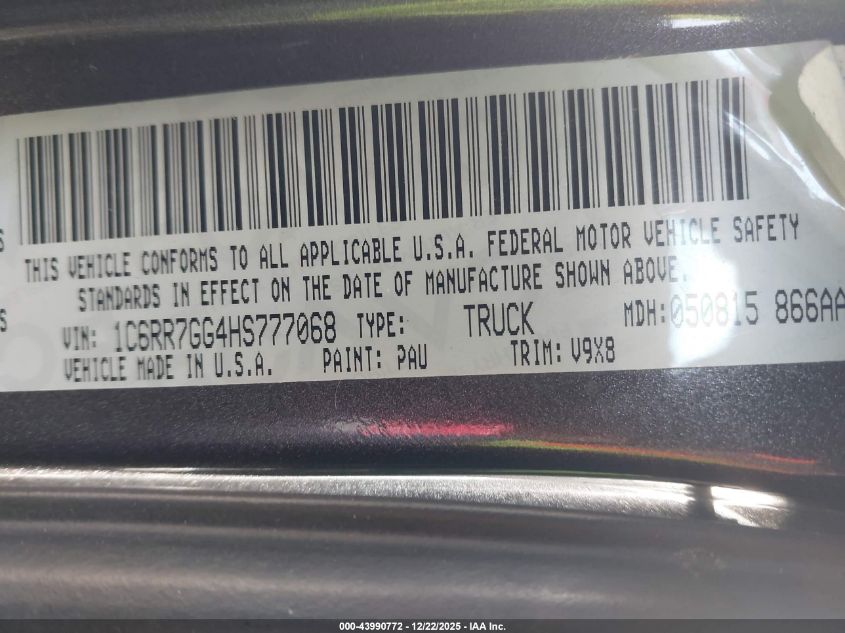 THIS VEHICLE CONFORMS TO ALL APPLICABLE U.S.A. FEDERAL MOTOR VEHICLE SAFETY
STANDARDS IN EFFECT ON THE DATE OF MANUFACTURE SHOWN ABOVE.
VIN: 1C6RR7GG4HS777068 TYPE: TRUCK MDH: 050815 866AA
VEHICLE MADE IN U.S.A. PAINT: PAU TRIM: V9X8
000-43990772 - 12/22/2025 - IAA Inc.